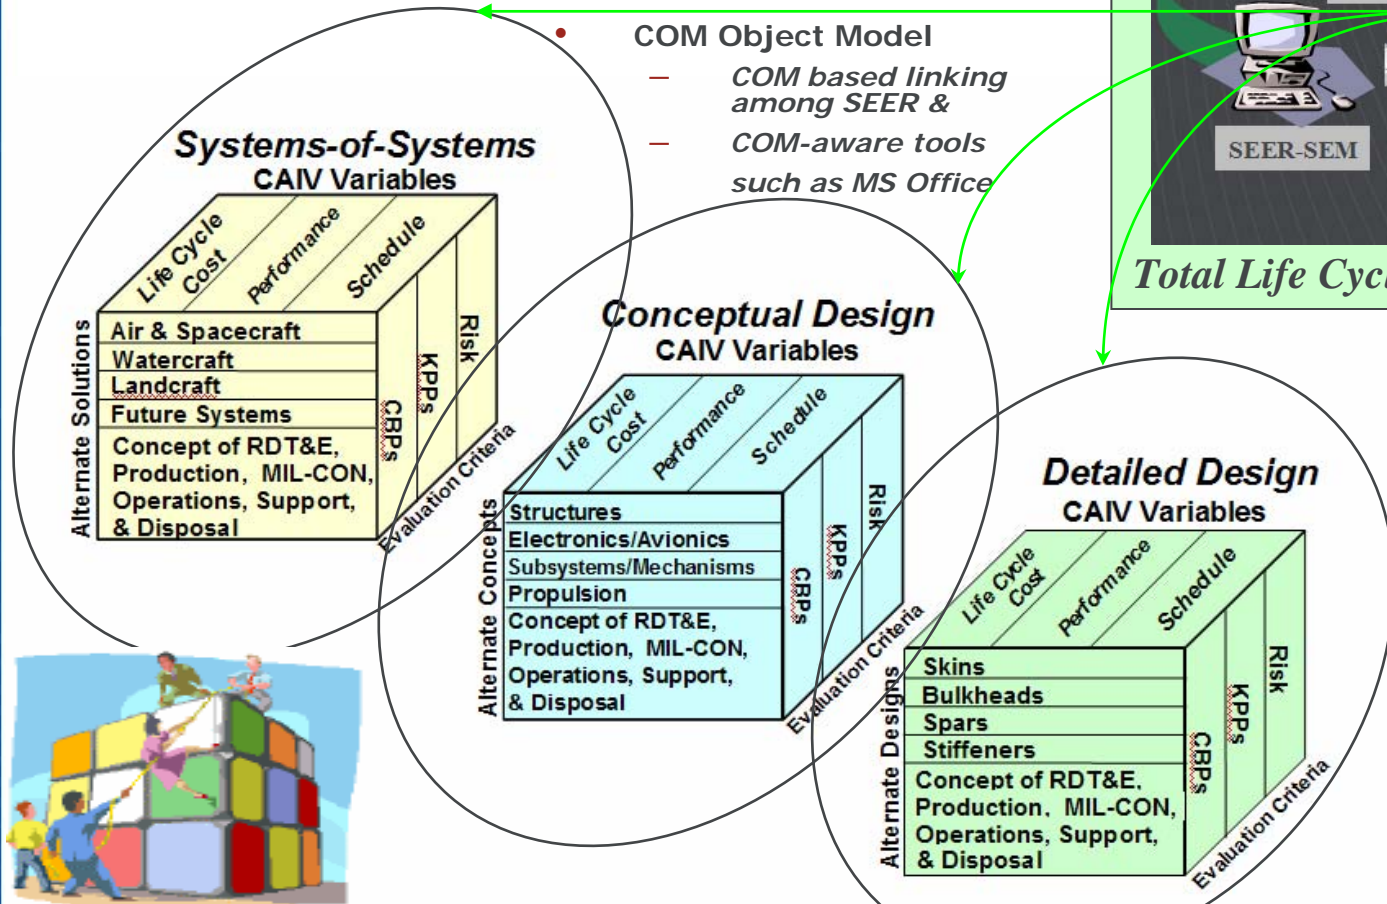 • COM Object Model
– COM based linking
among SEER &
– COM-aware tools
such as MS Office
SEER-SEM
Total Life Cycl
Systems-of-Systems
CAIV Variables
Life Cycle
Cost
Performance
Schedule
Alternate Solutions
Air & Spacecraft
Watercraft
Landcraft
Future Systems
Concept of RDT&E,
Production, MIL-CON,
Operations, Support,
& Disposal
CBPs
KPPs
Risk
Evaluation Criteria
Conceptual Design
CAIV Variables
Life Cycle
Cost
Performance
Schedule
Alternate Concepts
Structures
Electronics/Avionics
Subsystems/Mechanisms
Propulsion
Concept of RDT&E,
Production, MIL-CON,
Operations, Support,
& Disposal
CBPs
KPPs
Risk
Evaluation Criteria
Detailed Design
CAIV Variables
Life Cycle
Cost
Performance
Schedule
Alternate Designs
Skins
Bulkheads
Spars
Stiffeners
Concept of RDT&E,
Production, MIL-CON,
Operations, Support,
& Disposal
CBPs
KPPs
Risk
Evaluation Criteria